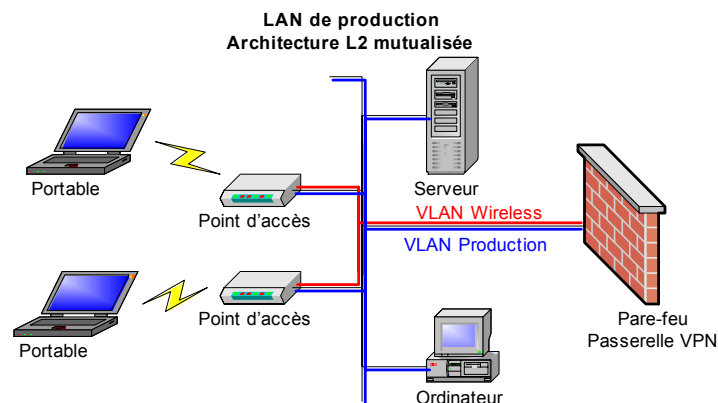 LAN de production
Architecture L2 mutualisée
Portable
Serveur
Point d'accès
VLAN Wireless
VLAN Production
Point d'accès
Portable
Pare-feu
Passerelle VPN
Ordinateur